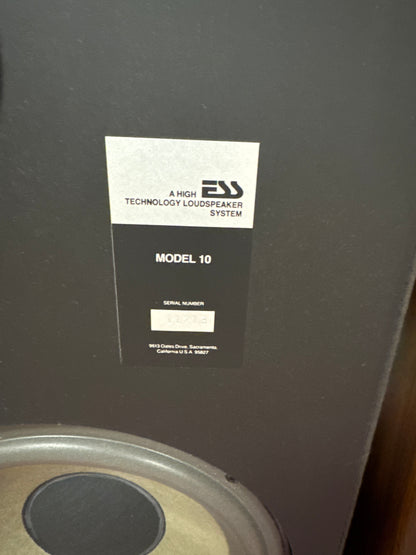 A HIGH ESS
TECHNOLOGY LOUDSPEAKER
SYSTEM
MODEL 10
SERIAL NUMBER
9613 Oates Drive, Sacramento,
California U.S.A. 95827